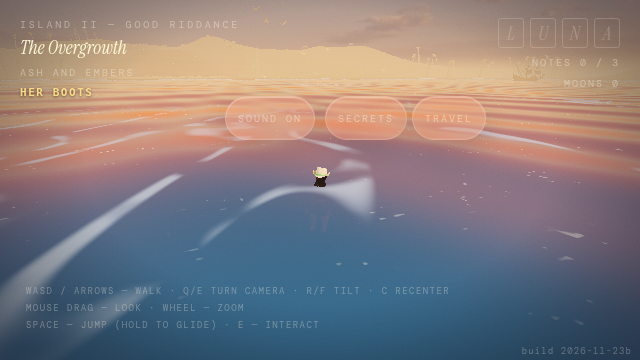 ISLAND II — GOOD RIDDANCE
The Overgrowth
ASH AND EMBERS
HER BOOTS
L U N A
NOTES 0 / 3
MOONS 0
SOUND ON
SECRETS
TRAVEL
WASD / ARROWS — WALK · Q/E TURN CAMERA · R/F TILT · C RECENTER
MOUSE DRAG — LOOK · WHEEL — ZOOM
SPACE — JUMP (HOLD TO GLIDE) · E — INTERACT
build 2026-11-23b